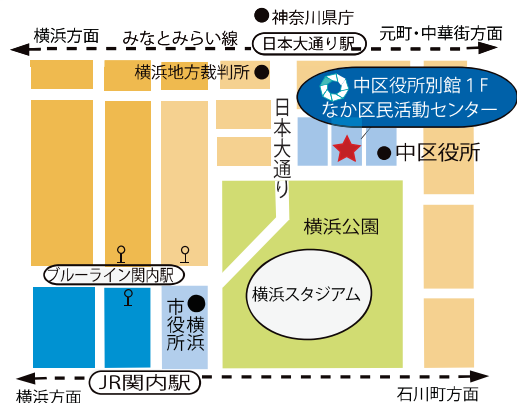 神奈川県庁
横浜方面
みなとみらい線
日本大通り駅
元町・中華街方面
横浜地方裁判所
中区役所別館1F
なか区民活動センター
日本大通り
中区役所
横浜公園
ブルーライン関内駅
横浜スタジアム
横浜
市役所
JR関内駅
横浜方面
石川町方面